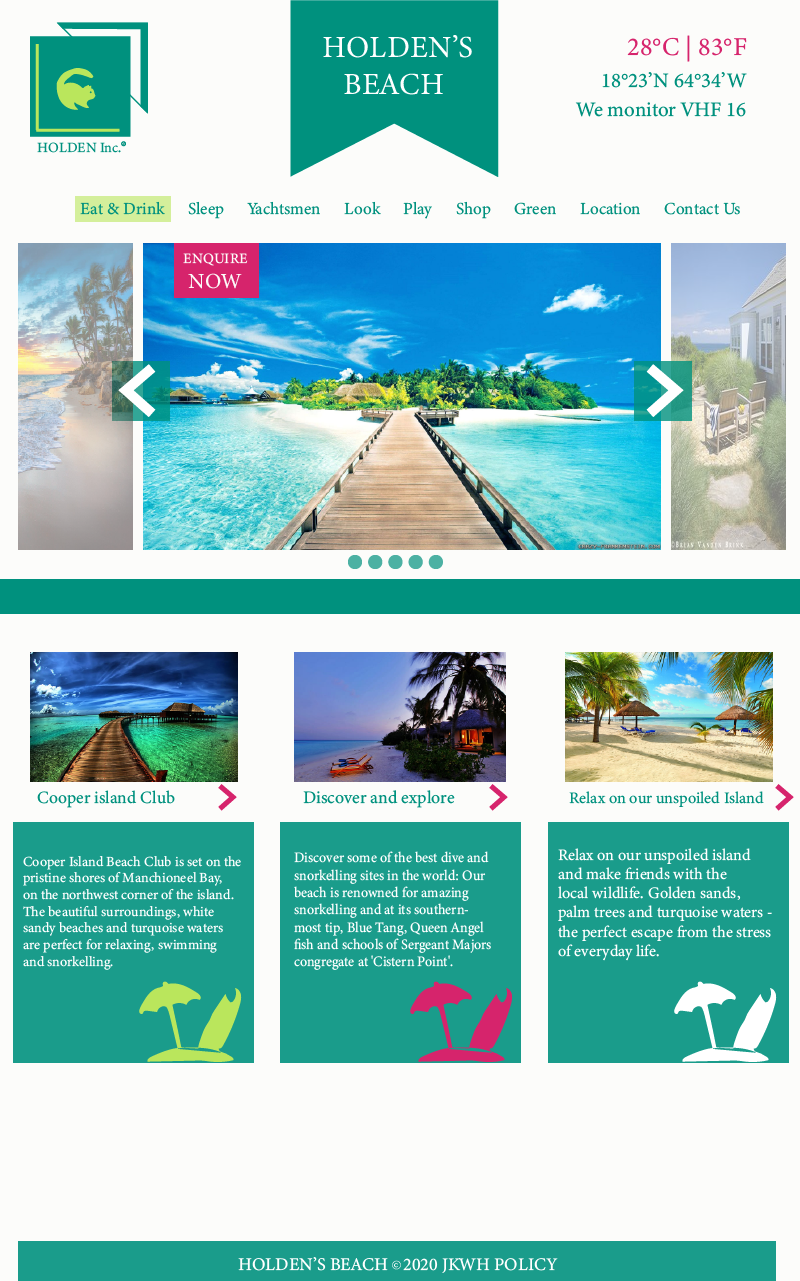 HOLDEN Inc.®
HOLDEN'S
BEACH
28°C | 83°F
18°23'N 64°34'W
We monitor VHF 16
Eat & Drink Sleep Yachtsmen Look Play Shop Green Location Contact Us
ENQUIRE
NOW
©Brian Vanden Brink
Cooper island Club
Discover and explore
Relax on our unspoiled Island
Cooper Island Beach Club is set on the
pristine shores of Manchioneel Bay,
on the northwest corner of the island.
The beautiful surroundings, white
sandy beaches and turquoise waters
are perfect for relaxing, swimming
and snorkelling.
Discover some of the best dive and
snorkelling sites in the world: Our
beach is renowned for amazing
snorkelling and at its southern-
most tip, Blue Tang, Queen Angel
fish and schools of Sergeant Majors
congregate at 'Cistern Point'.
Relax on our unspoiled island
and make friends with the
local wildlife. Golden sands,
palm trees and turquoise waters -
the perfect escape from the stress
of everyday life.
HOLDEN'S BEACH ©2020 JKWH POLICY